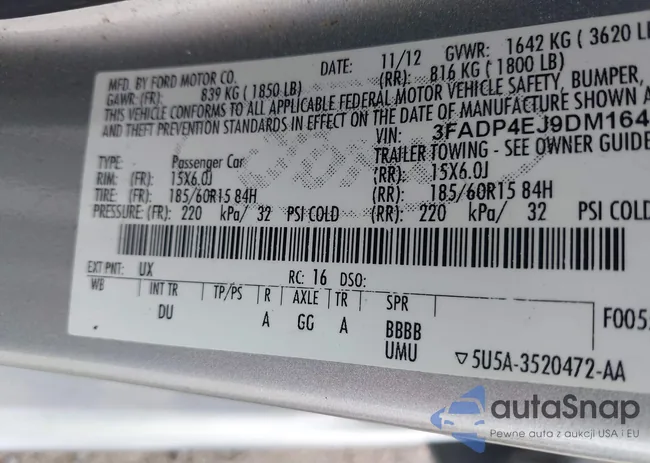 MFD. BY FORD MOTOR CO. DATE: 11/12 GVWR: 1642 KG ( 3620 L
GAWR: (FR): 839 KG ( 1850 LB) (RR): 816 KG ( 1800 LB)
THIS VEHICLE CONFORMS TO ALL APPLICABLE FEDERAL MOTOR VEHICLE SAFETY, BUMPER,
AND THEFT PREVENTION STANDARDS IN EFFECT ON THE DATE OF MANUFACTURE SHOWN A
VIN: 3FADP4EJ9DM164
TYPE: Passenger Car TRAILER TOWING - SEE OWNER GUIDE
RIM: (FR): 15X6.0J (RR): 15X6.0J
TIRE: (FR): 185/60R15 84H (RR): 185/60R15 84H
PRESSURE: (FR): 220 kPa/ 32 PSI COLD (RR): 220 kPa/ 32 PSI COLD
EXT PNT: UX RC: 16 DSO:
WB INT TR TP/PS R AXLE TR SPR
DU A GG A BBBB F005
UMU ▽5U5A-3520472-AA
autaSnap
Pewne auta z aukcji USA i EU